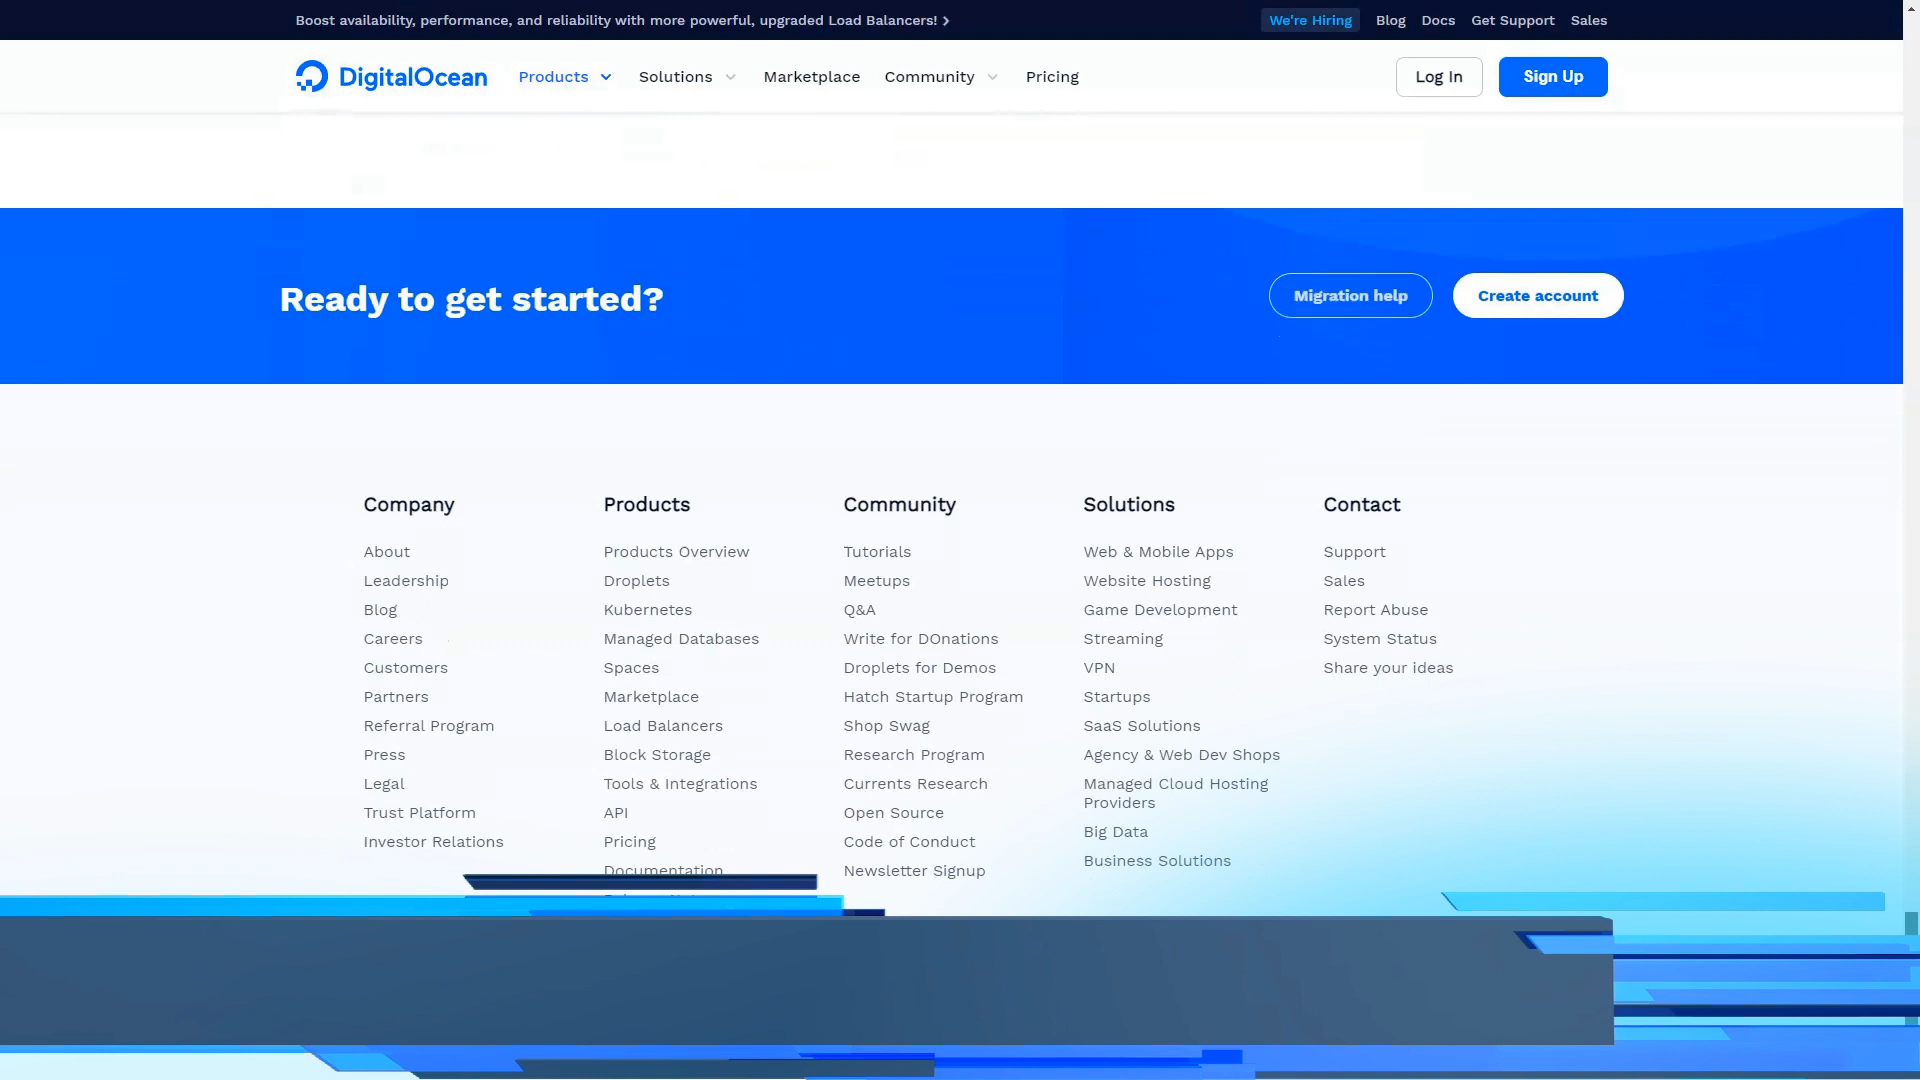 Boost availability, performance, and reliability with more powerful, upgraded Load Balancers!
We're Hiring
Blog
Docs
Get Support
Sales
DigitalOcean
Products
Solutions
Marketplace
Community
Pricing
Log In
Sign Up
Ready to get started?
Migration help
Create account
Company
About
Leadership
Blog
Careers
Customers
Partners
Referral Program
Press
Legal
Trust Platform
Investor Relations
Products
Products Overview
Droplets
Kubernetes
Managed Databases
Spaces
Marketplace
Load Balancers
Block Storage
Tools & Integrations
API
Pricing
Documentation
Community
Tutorials
Meetups
Q&A
Write for DOnations
Droplets for Demos
Hatch Startup Program
Shop Swag
Research Program
Currents Research
Open Source
Code of Conduct
Newsletter Signup
Solutions
Web & Mobile Apps
Website Hosting
Game Development
Streaming
VPN
Startups
SaaS Solutions
Agency & Web Dev Shops
Managed Cloud Hosting
Providers
Big Data
Business Solutions
Contact
Support
Sales
Report Abuse
System Status
Share your ideas